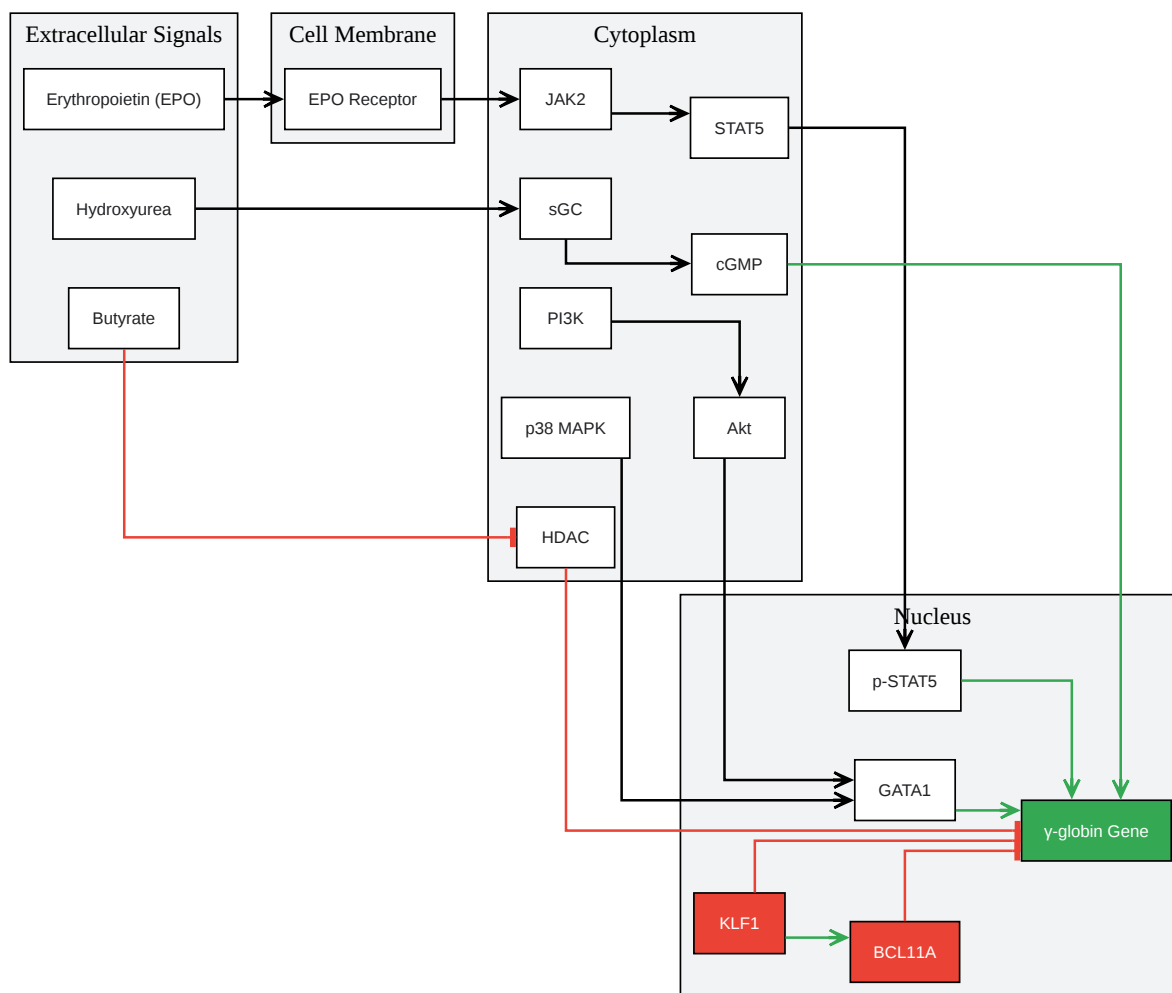 Extracellular Signals
Cell Membrane
Cytoplasm
Erythropoietin (EPO)
EPO Receptor
JAK2
STAT5
Hydroxyurea
sGC
cGMP
Butyrate
PI3K
p38 MAPK
Akt
HDAC
Nucleus
p-STAT5
GATA1
γ-globin Gene
KLF1
BCL11A